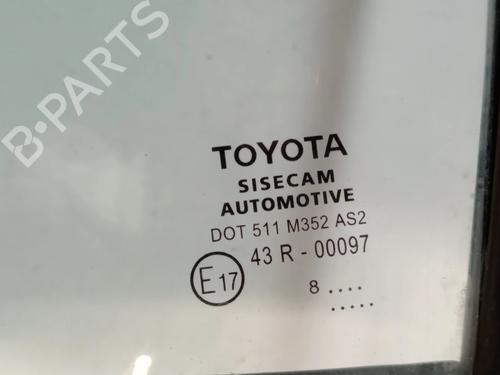 B-PARTS
TOYOTA
SISECAM
AUTOMOTIVE
DOT 511 M352 AS2
43 R - 00097
E17
8 ....
.....